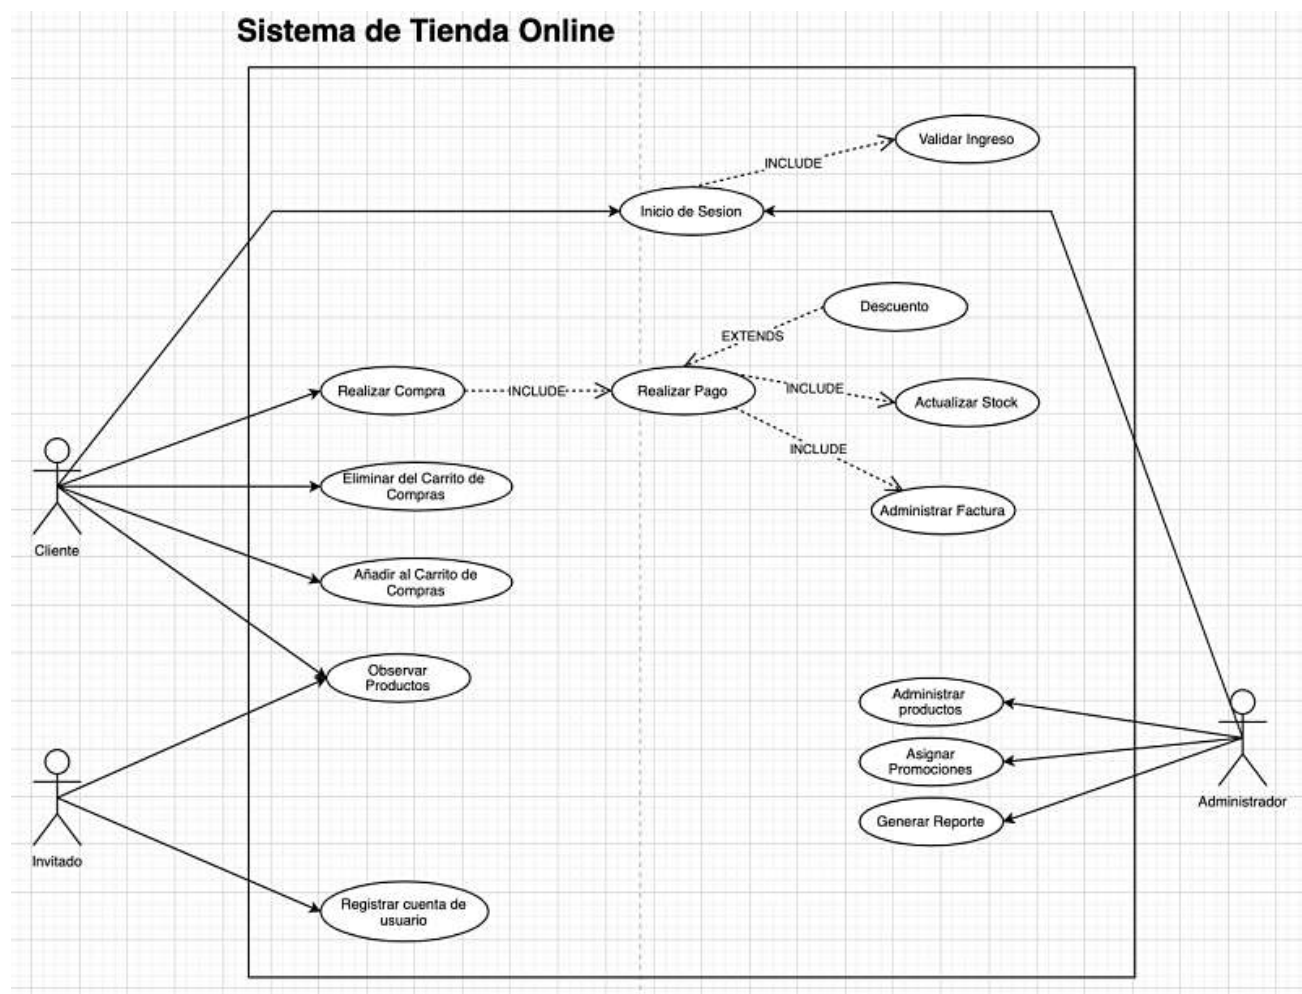 Sistema de Tienda Online
Validar Ingreso
INCLUDE
Inicio de Sesion
Descuento
EXTENDS
Realizar Compra
INCLUDE
Realizar Pago
INCLUDE
Actualizar Stock
INCLUDE
Eliminar del Carrito de
Compras
Administrar Factura
Cliente
Añadir al Carrito de
Compras
Observar
Productos
Administrar
productos
Asignar
Promociones
Administrador
Generar Reporte
Invitado
Registrar cuenta de
usuario